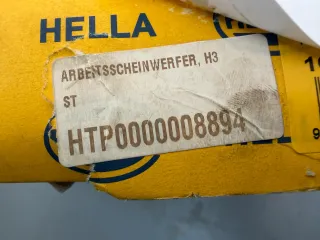 HELLA
ARBEITSSCHEINWERFER, H3
ST
HTP0000008894